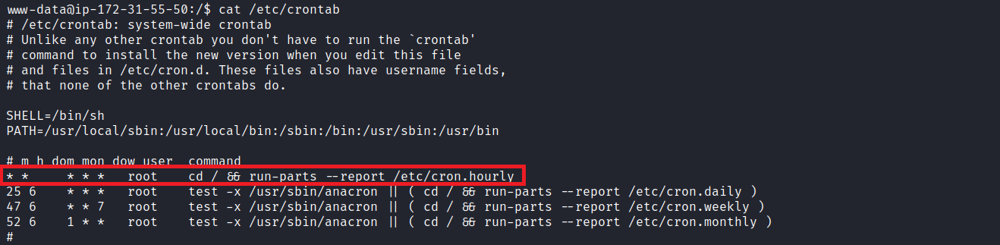 www-data@ip-172-31-55-50:/$ cat /etc/crontab
# /etc/crontab: system-wide crontab
# Unlike any other crontab you don't have to run the `crontab'
# command to install the new version when you edit this file
# and files in /etc/cron.d. These files also have username fields,
# that none of the other crontabs do.

SHELL=/bin/sh
PATH=/usr/local/sbin:/usr/local/bin:/sbin:/bin:/usr/sbin:/usr/bin

# m h dom mon dow user  command
* *     * * *   root    cd / && run-parts --report /etc/cron.hourly
25 6    * * *   root    test -x /usr/sbin/anacron || ( cd / && run-parts --report /etc/cron.daily )
47 6    * * 7   root    test -x /usr/sbin/anacron || ( cd / && run-parts --report /etc/cron.weekly )
52 6    1 * *   root    test -x /usr/sbin/anacron || ( cd / && run-parts --report /etc/cron.monthly )
#